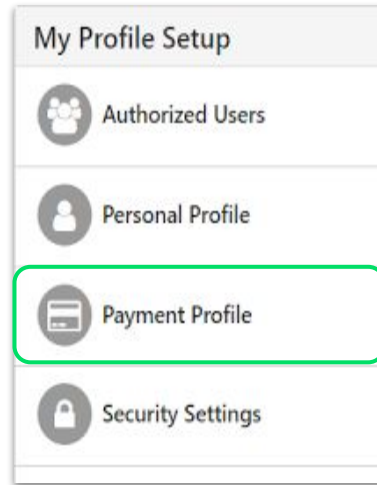 My Profile Setup
Authorized Users
Personal Profile
Payment Profile
Security Settings